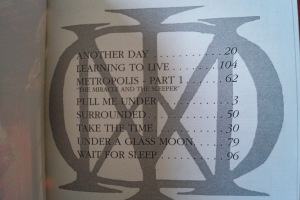 ANOTHER DAY . . . . . . . . . . . 20
LEARNING TO LIVE . . . . . . . 104
METROPOLIS - PART 1 . . . . . 62
"THE MIRACLE AND THE SLEEPER"
PULL ME UNDER . . . . . . . . . . 3
SURROUNDED . . . . . . . . . . . 50
TAKE THE TIME . . . . . . . . . . 30
UNDER A GLASS MOON . . . . . 79
WAIT FOR SLEEP . . . . . . . . . 96